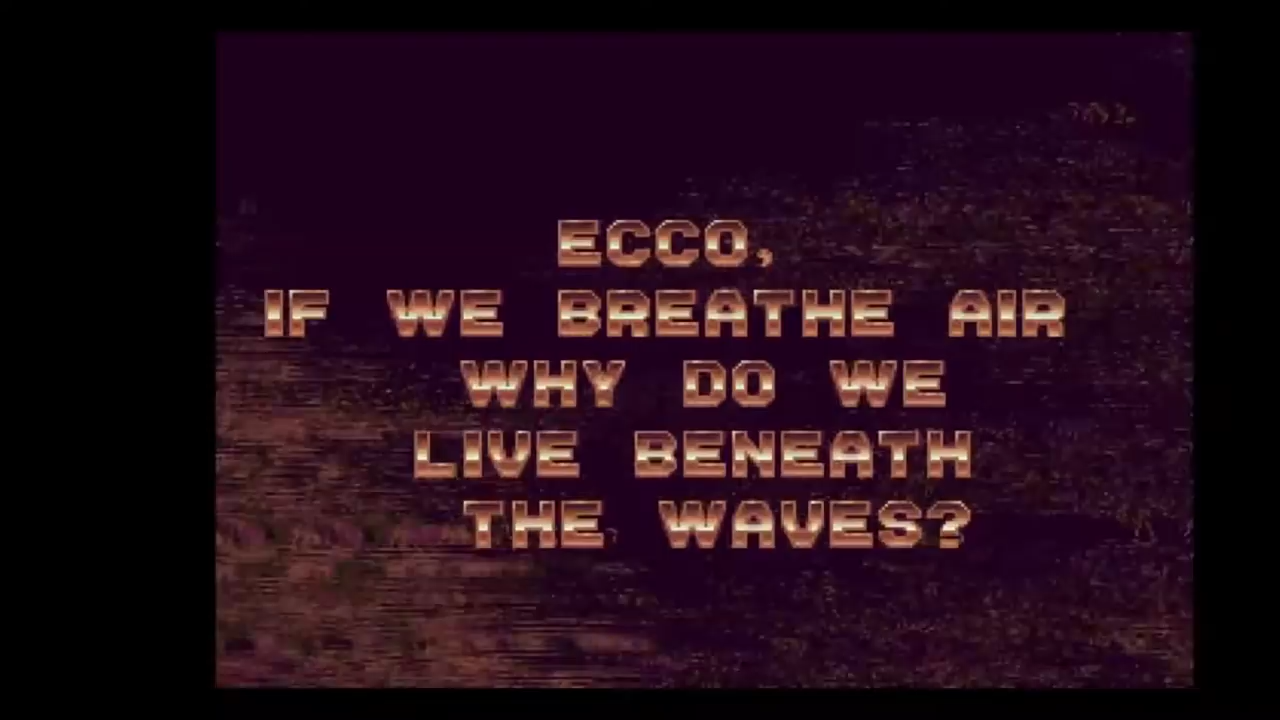 ECCO,
IF WE BREATHE AIR
WHY DO WE
LIVE BENEATH
THE WAVES?